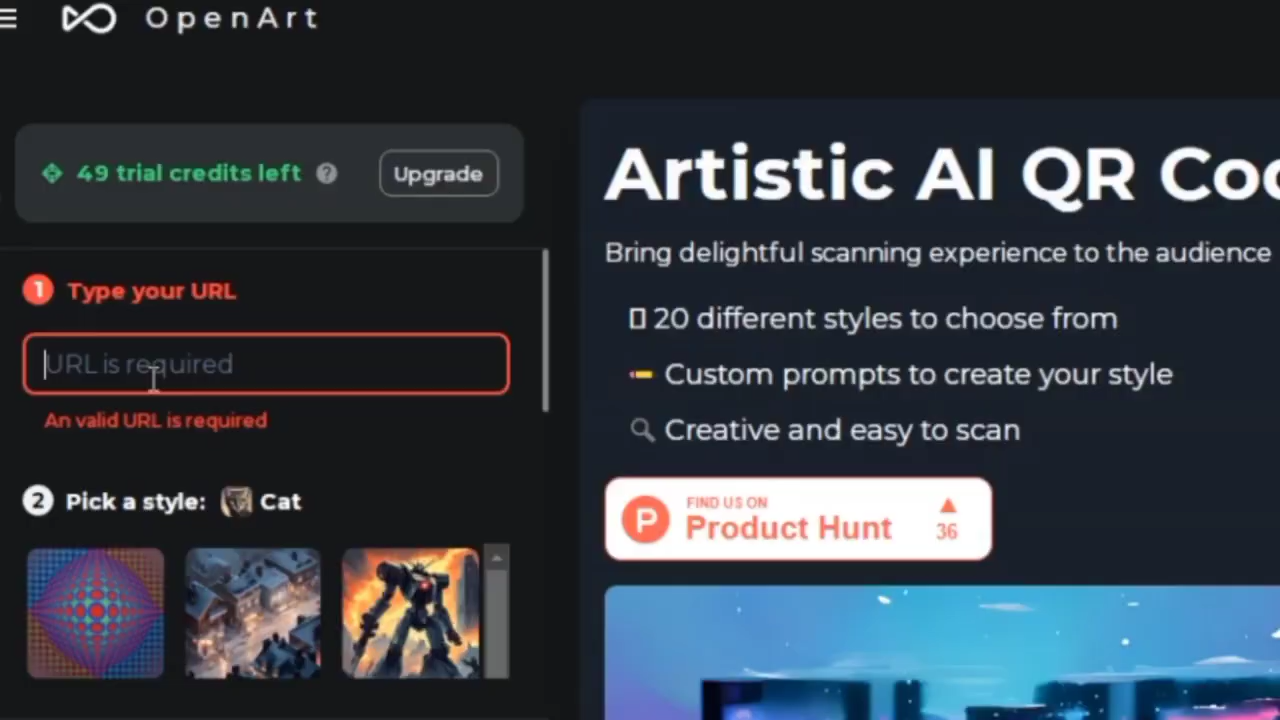 OpenArt
49 trial credits left ?
Upgrade
1 Type your URL
URL is required
An valid URL is required
2 Pick a style: Cat
Artistic AI QR
Bring delightful scanning experience to the audience
20 different styles to choose from
Custom prompts to create your style
Creative and easy to scan
P
FIND US ON
Product Hunt
36